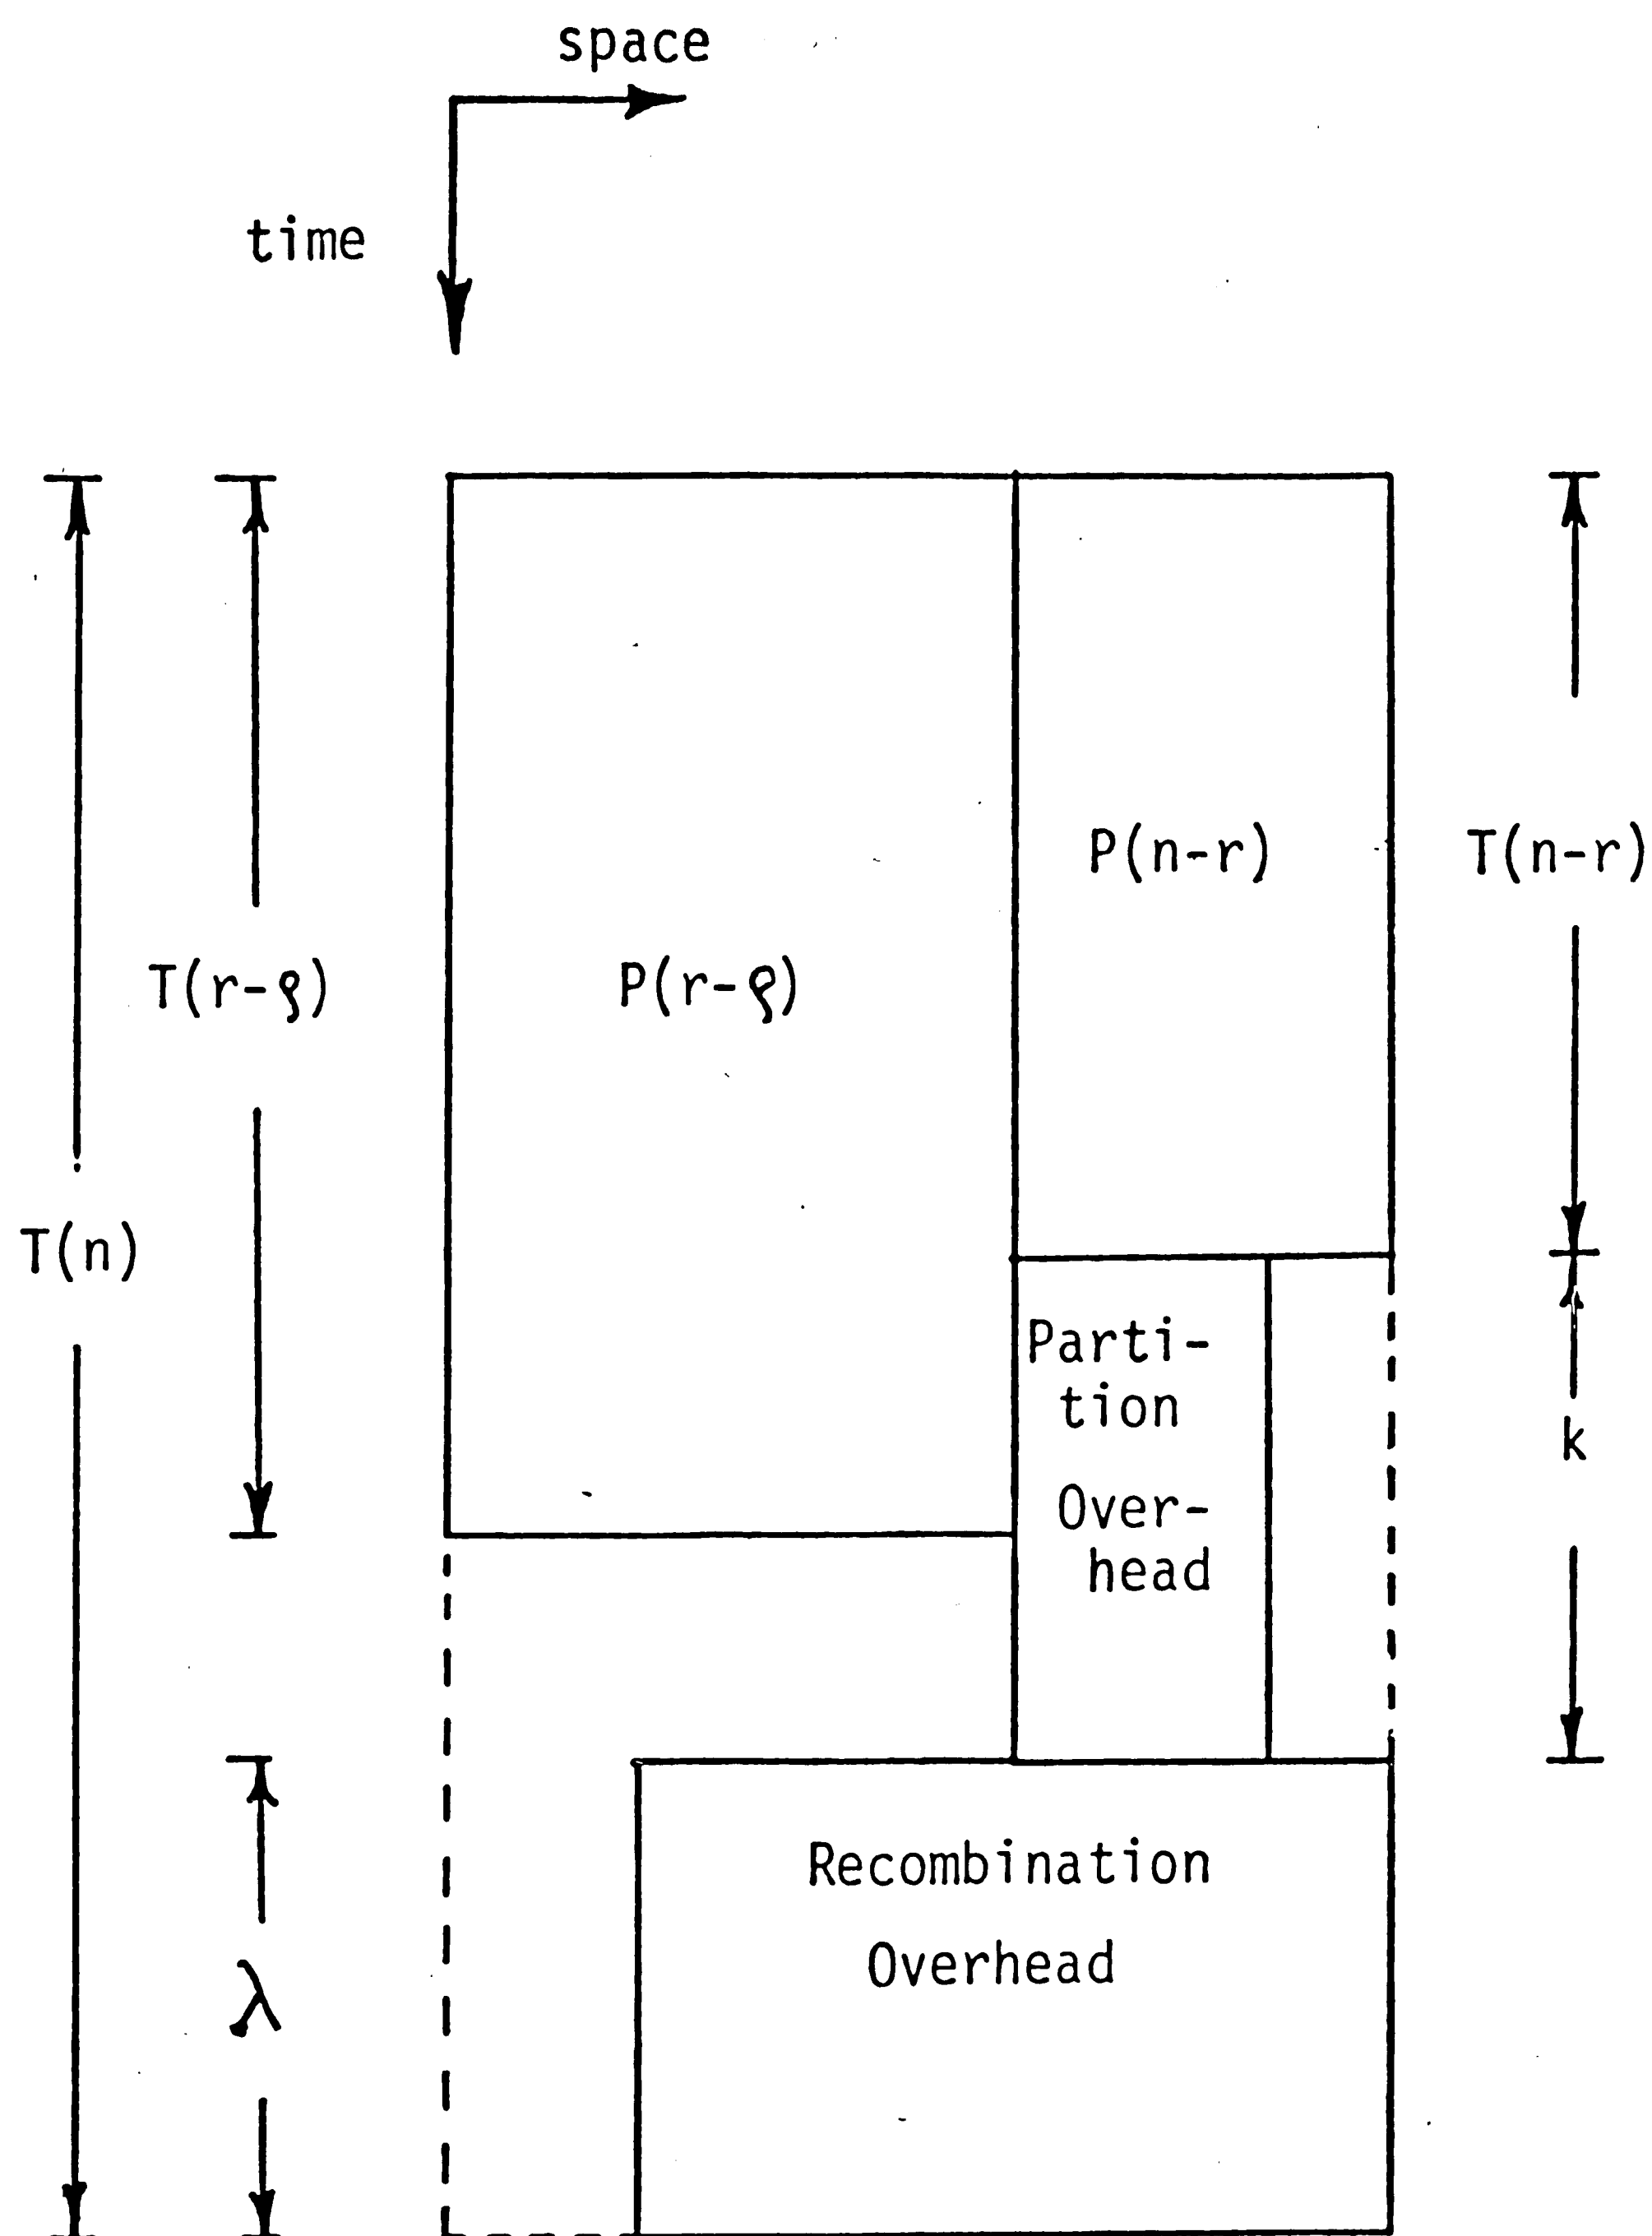 space
time
P(n-r)
T(n-r)
T(r-ρ)
P(r-ρ)
T(n)
Parti-
tion
Over-
head
k
Recombination
Overhead
λ